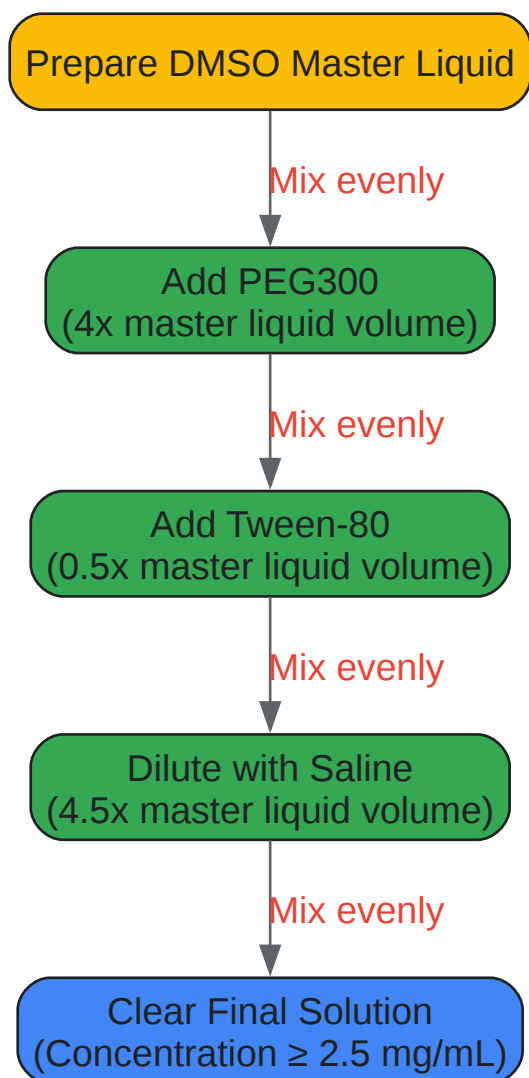 Prepare DMSO Master Liquid
Mix evenly
Add PEG300
(4x master liquid volume)
Mix evenly
Add Tween-80
(0.5x master liquid volume)
Mix evenly
Dilute with Saline
(4.5x master liquid volume)
Mix evenly
Clear Final Solution
(Concentration ≥ 2.5 mg/mL)